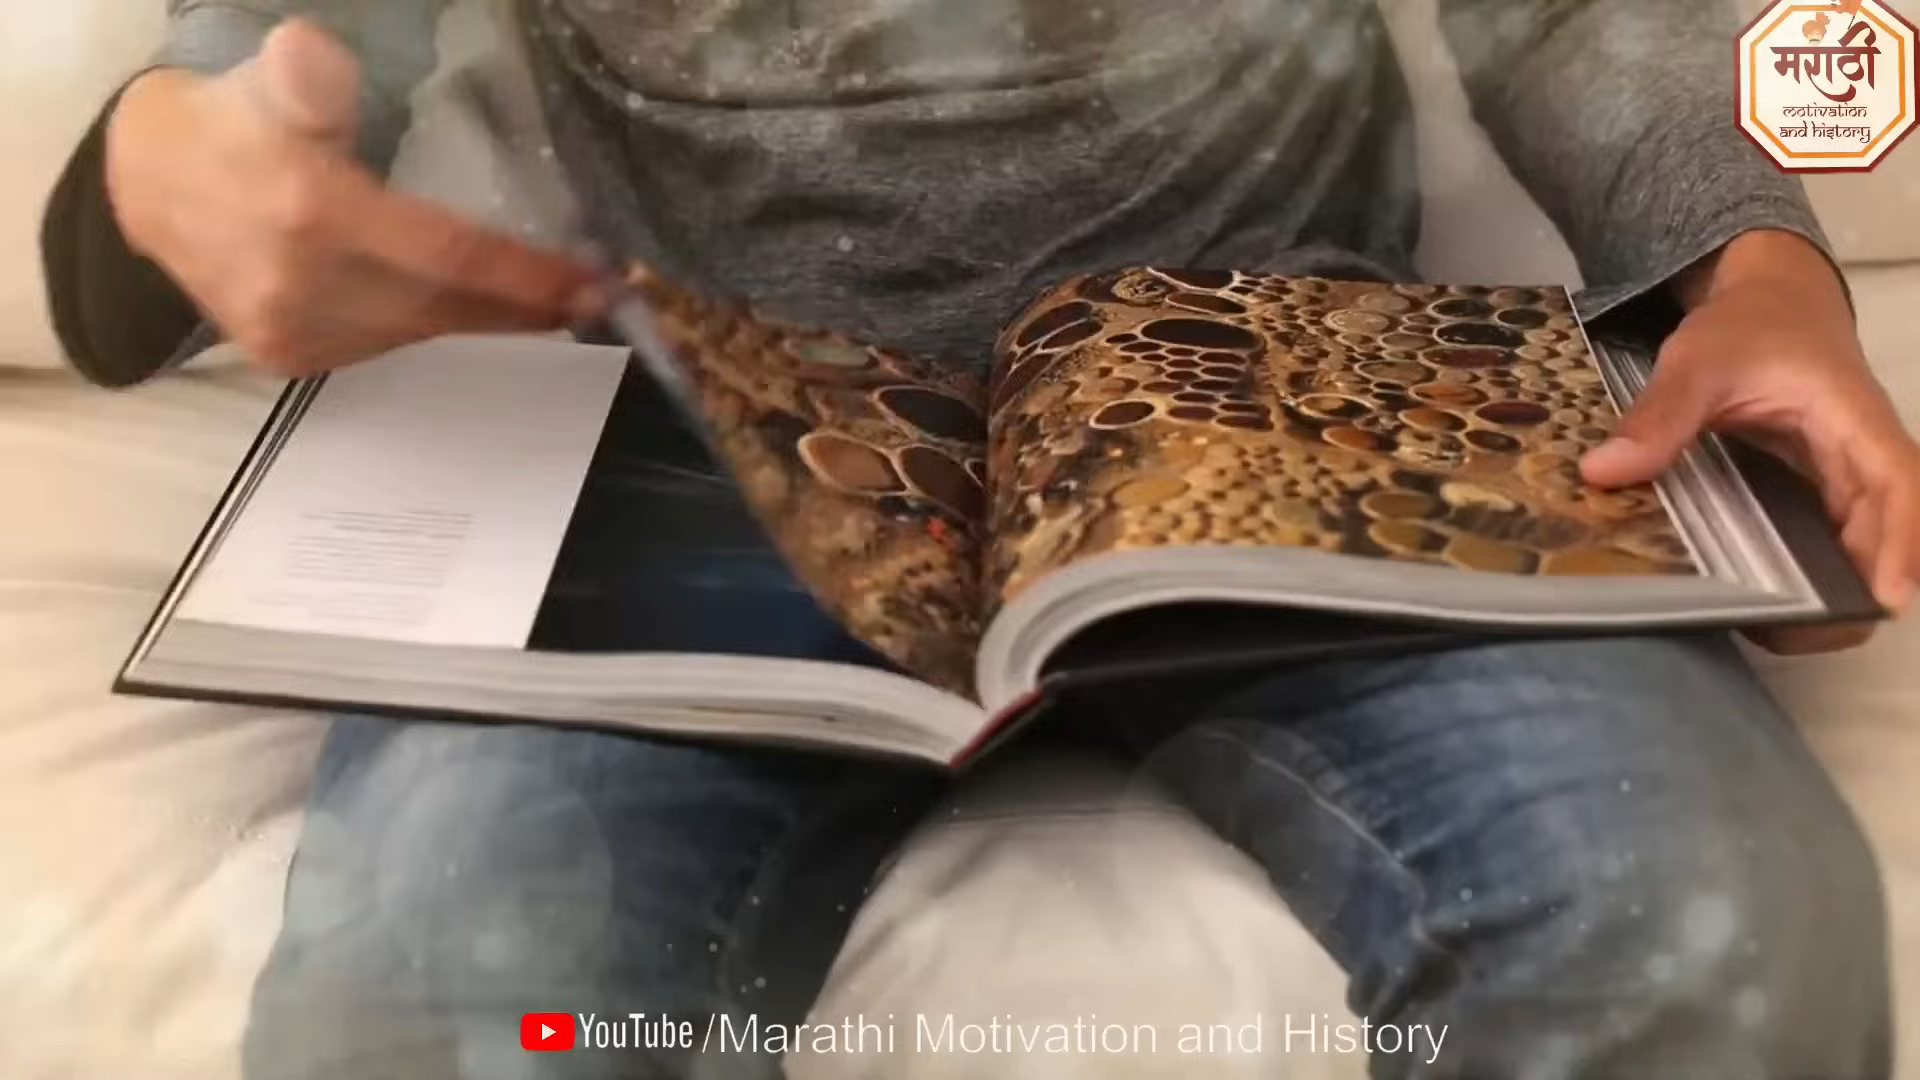 मराठी
motivation
and history
YouTube /Marathi Motivation and History